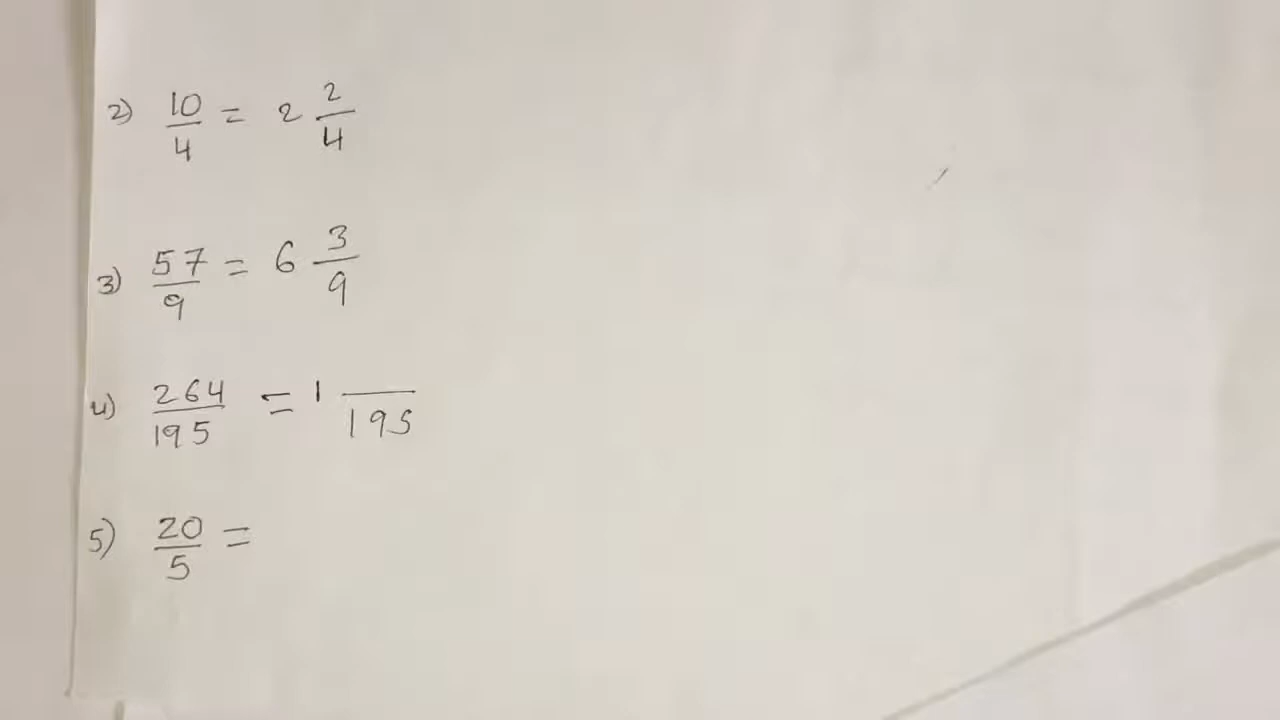 2) 10/4 = 2 2/4
3) 57/9 = 6 3/9
4) 264/195 = 1 /195
5) 20/5 =